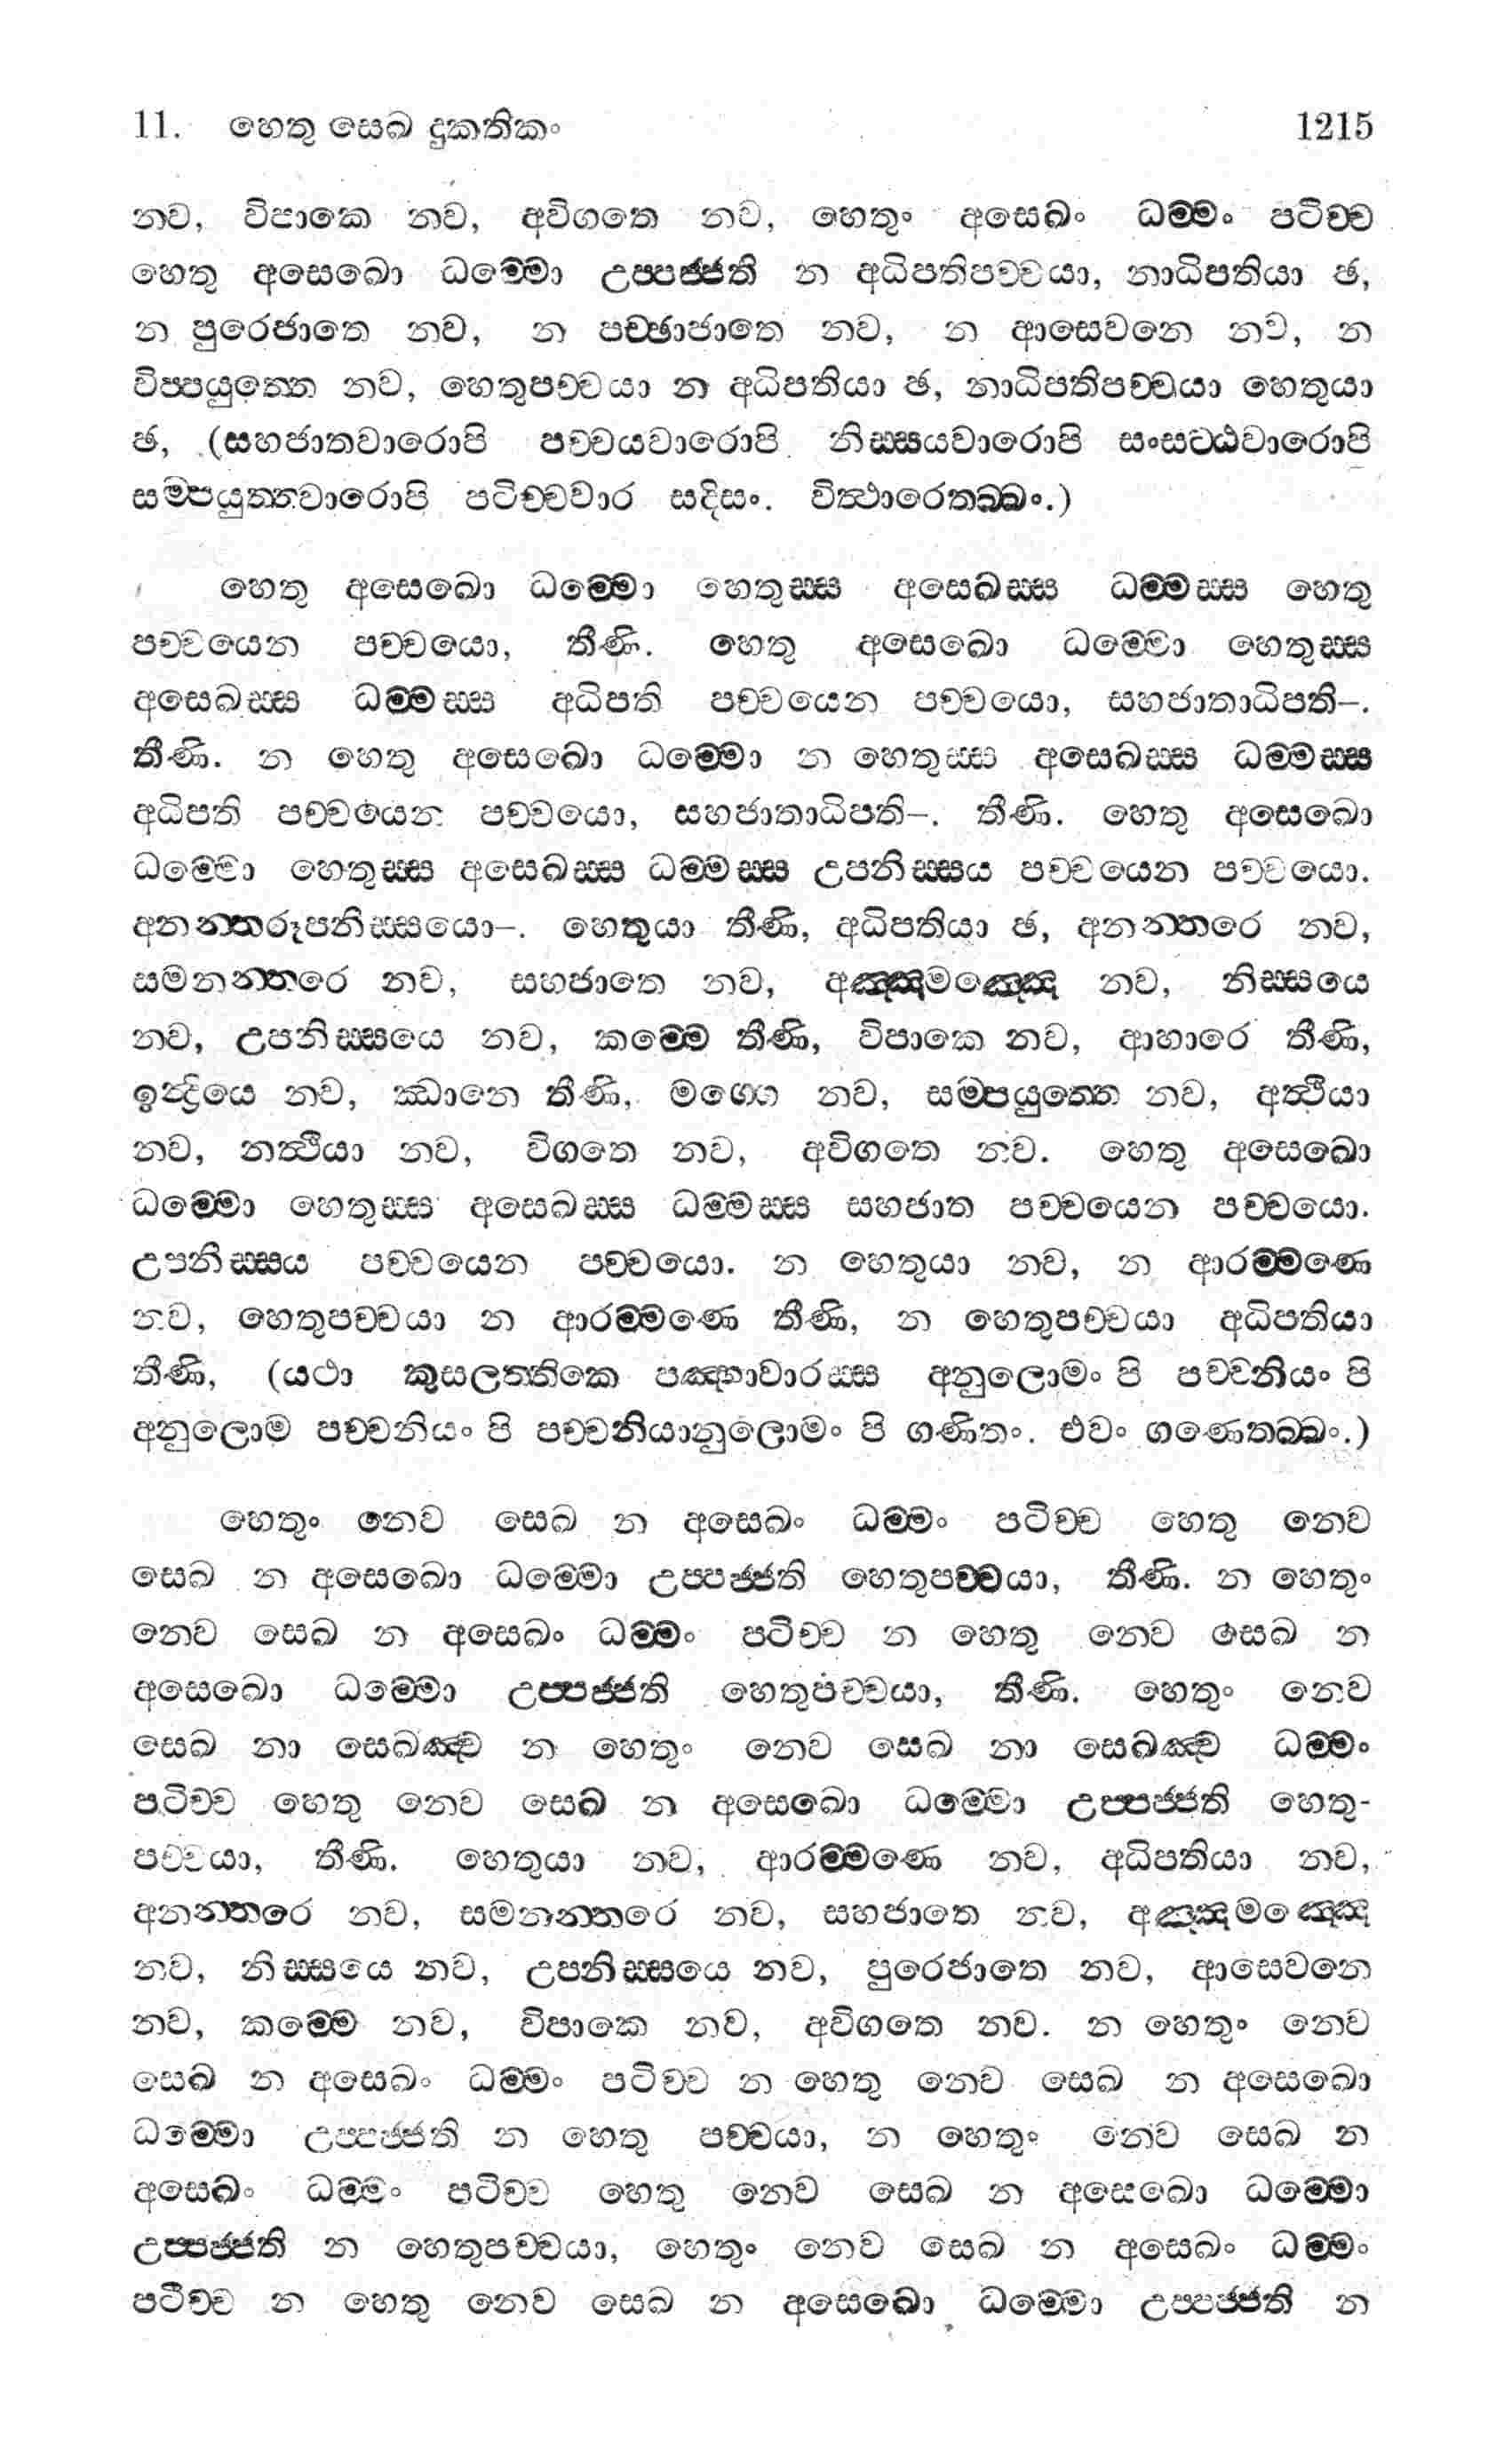 11. හෙතු සෙඛ දුකතිකං 1215
නව, විපාකෙ නව, අවිගතෙ නව, හෙතුං අසෙඛං ධම්මං පටිච්ච
හෙතු අසෙඛො ධම්මො උප්පජ්ජති න අධිපතිපච්චයා, නාධිපතියා ඡ,
න පුරෙජාතෙ නව, න පච්ඡාජාතෙ නව, න ආසෙවනෙ නව, න
විප්පයුත්තෙ නව, හෙතුපච්චයා න අධිපතියා ඡ, නාධිපතිපච්චයා හෙතුයා
ඡ, (සහජාතවාරොපි පච්චයවාරොපි නිස්සයවාරොපි සංසට්ඨවාරොපි
සම්පයුත්තවාරොපි පටිච්චවාර සදිසං. විත්ථාරෙතබ්බං.)
හෙතු අසෙඛො ධම්මො හෙතුස්ස අසෙඛස්ස ධම්මස්ස හෙතු
පච්චයෙන පච්චයො, තීණි. හෙතු අසෙඛො ධම්මො හෙතුස්ස
අසෙඛස්ස ධම්මස්ස අධිපති පච්චයෙන පච්චයො, සහජාතාධිපති–.
තීණි. න හෙතු අසෙඛො ධම්මො න හෙතුස්ස අසෙඛස්ස ධම්මස්ස
අධිපති පච්චයෙන පච්චයො, සහජාතාධිපති–. තීණි. හෙතු අසෙඛො
ධම්මො හෙතුස්ස අසෙඛස්ස ධම්මස්ස උපනිස්සය පච්චයෙන පච්චයො.
අනන්තරූපනිස්සයො–. හෙතුයා තීණි, අධිපතියා ඡ, අනන්තරෙ නව,
සමනන්තරෙ නව, සහජාතෙ නව, අඤ්ඤමඤ්ඤෙ නව, නිස්සයෙ
නව, උපනිස්සයෙ නව, කම්මෙ තීණි, විපාකෙ නව, ආහාරෙ තීණි,
ඉන්ද්‍රියෙ නව, ඣානෙ තීණි, මග්ගෙ නව, සම්පයුත්තෙ නව, අත්ථියා
නව, නත්ථියා නව, විගතෙ නව, අවිගතෙ නව. හෙතු අසෙඛො
ධම්මො හෙතුස්ස අසෙඛස්ස ධම්මස්ස සහජාත පච්චයෙන පච්චයො.
උපනිස්සය පච්චයෙන පච්චයො. න හෙතුයා නව, න ආරම්මණෙ
නව, හෙතුපච්චයා න ආරම්මණෙ තීණි, න හෙතුපච්චයා අධිපතියා
තීණි, (යථා කුසලත්තිකෙ පඤ්හාවාරස්ස අනුලොමං පි පච්චනියං පි
අනුලොම පච්චනියං පි පච්චනියානුලොමං පි ගණිතං. එවං ගණෙතබ්බං.)
හෙතුං නෙව සෙඛ න අසෙඛං ධම්මං පටිච්ච හෙතු නෙව
සෙඛ න අසෙඛො ධම්මො උප්පජ්ජති හෙතුපච්චයා, තීණි. න හෙතුං
නෙව සෙඛ න අසෙඛං ධම්මං පටිච්ච න හෙතු නෙව සෙඛ න
අසෙඛො ධම්මො උප්පජ්ජති හෙතුපච්චයා, තීණි. හෙතුං නෙව
සෙඛ නා සෙඛඤ්ච න හෙතුං නෙව සෙඛ නා සෙඛඤ්ච ධම්මං
පටිච්ච හෙතු නෙව සෙඛ න අසෙඛො ධම්මො උප්පජ්ජති හෙතු-
පච්චයා, තීණි. හෙතුයා නව, ආරම්මණෙ නව, අධිපතියා නව,
අනන්තරෙ නව, සමනන්තරෙ නව, සහජාතෙ නව, අඤ්ඤමඤ්ඤෙ
නව, නිස්සයෙ නව, උපනිස්සයෙ නව, පුරෙජාතෙ නව, ආසෙවනෙ
නව, කම්මෙ නව, විපාකෙ නව, අවිගතෙ නව. න හෙතුං නෙව
සෙඛ න අසෙඛං ධම්මං පටිච්ච න හෙතු නෙව සෙඛ න අසෙඛො
ධම්මො උප්පජ්ජති න හෙතු පච්චයා, න හෙතුං නෙව සෙඛ න
අසෙඛං ධම්මං පටිච්ච හෙතු නෙව සෙඛ න අසෙඛො ධම්මො
උප්පජ්ජති න හෙතුපච්චයා, හෙතුං නෙව සෙඛ න අසෙඛං ධම්මං
පටිච්ච න හෙතු නෙව සෙඛ න අසෙඛො ධම්මො උප්පජ්ජති න